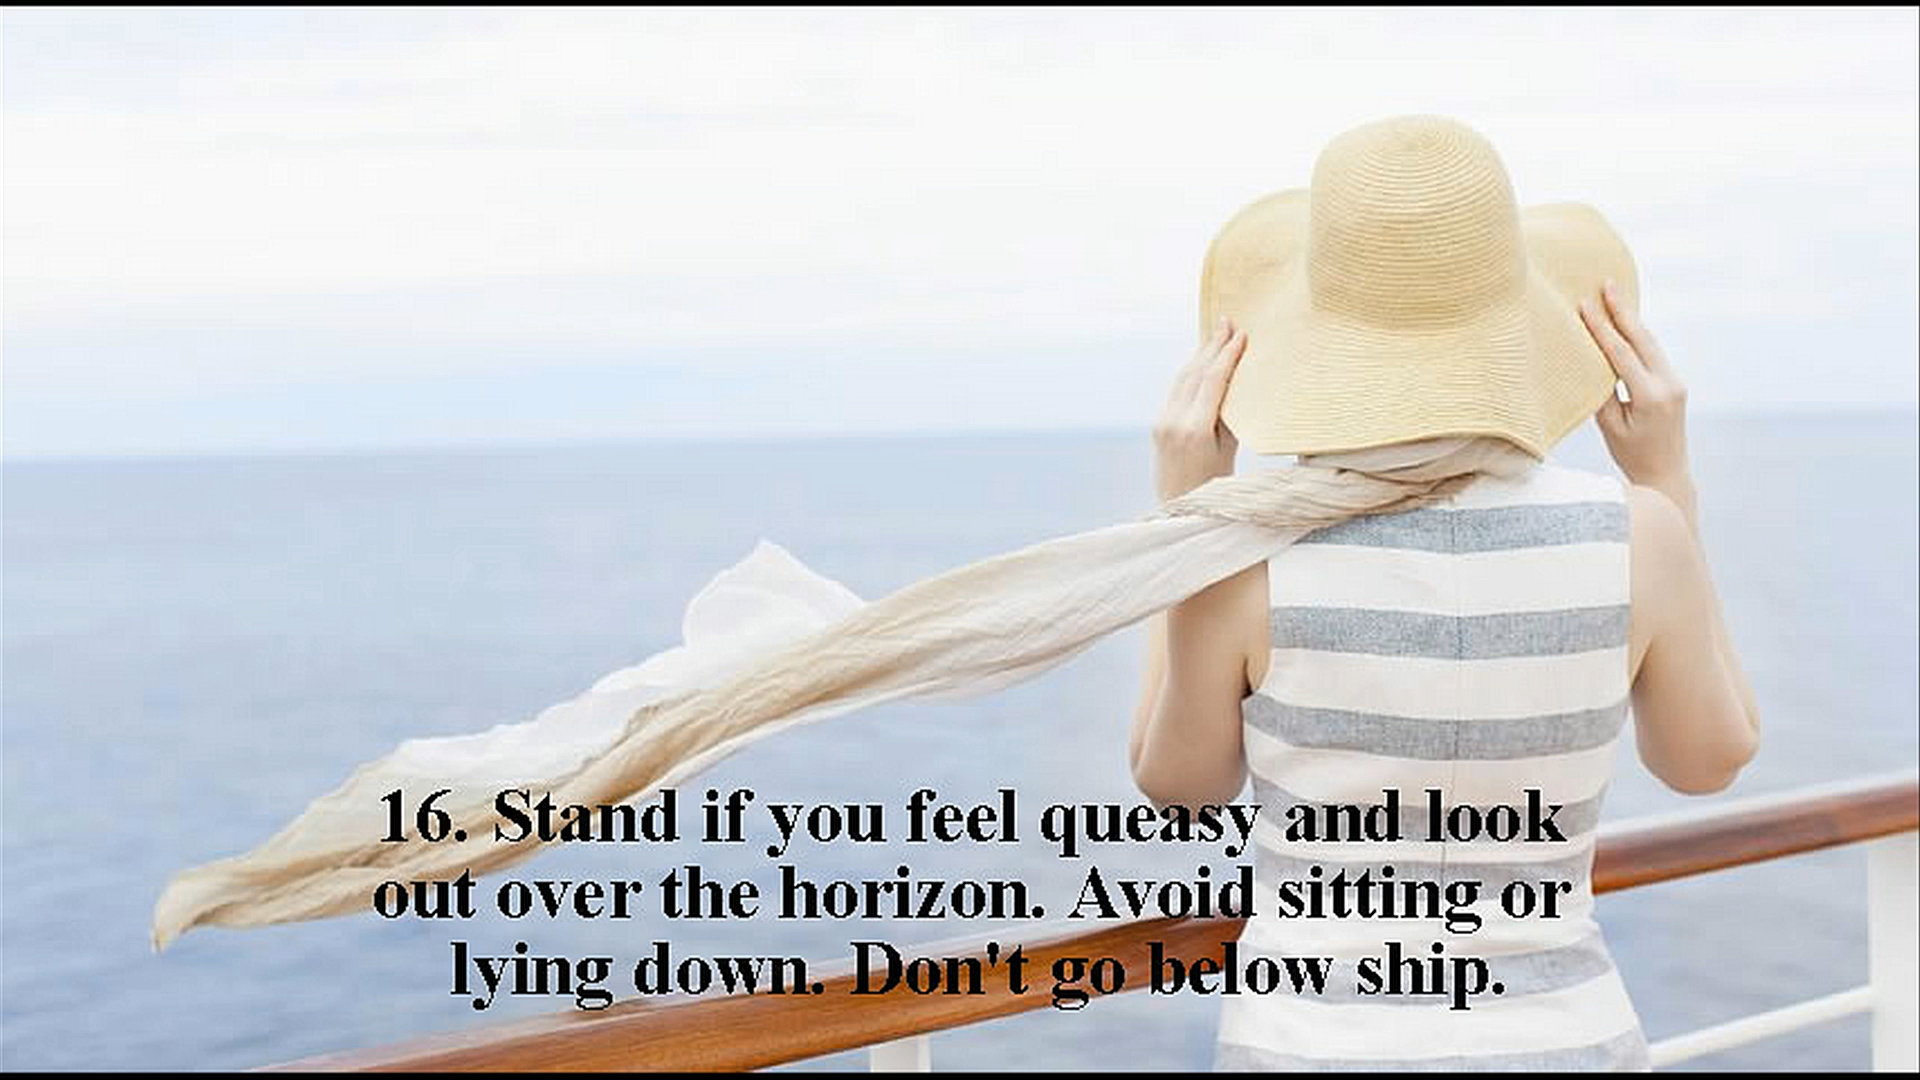 16. Stand if you feel queasy and look
out over the horizon. Avoid sitting or
lying down. Don't go below ship.